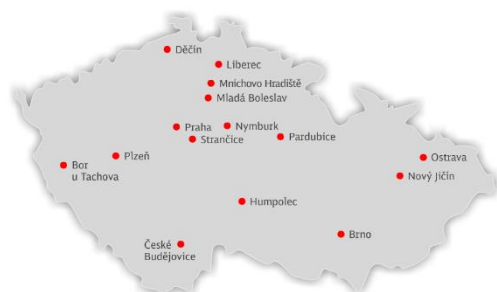 Děčín
Liberec
Mnichovo Hradiště
Mladá Boleslav
Praha
Nymburk
Strančice
Pardubice
Plzeň
Bor
u Tachova
Ostrava
Nový Jičín
Humpolec
Brno
České
Budějovice